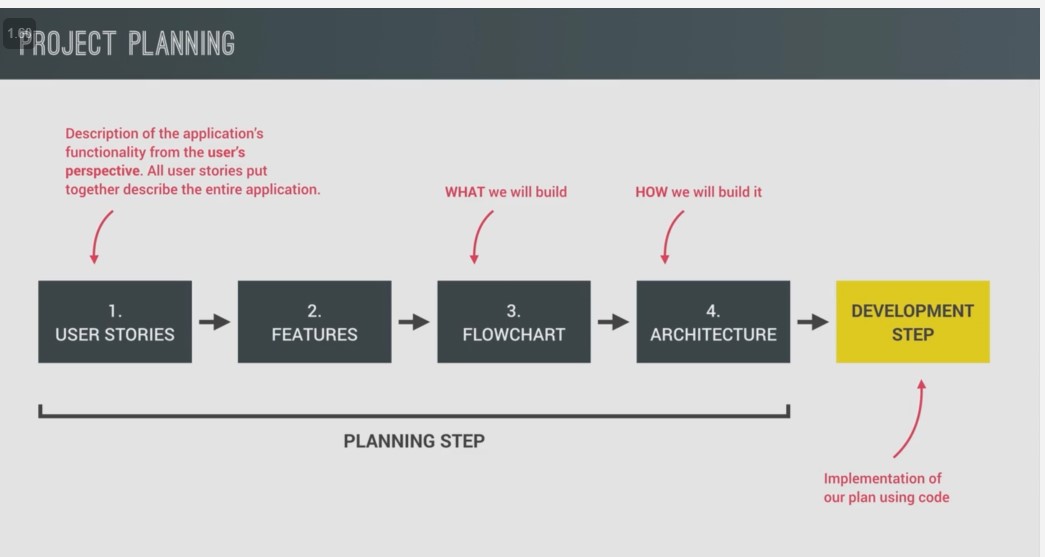 1.60
PROJECT PLANNING
Description of the application's
functionality from the user's
perspective. All user stories put
together describe the entire application.
WHAT we will build
HOW we will build it
1.
USER STORIES
2.
FEATURES
3.
FLOWCHART
4.
ARCHITECTURE
DEVELOPMENT
STEP
PLANNING STEP
Implementation of
our plan using code